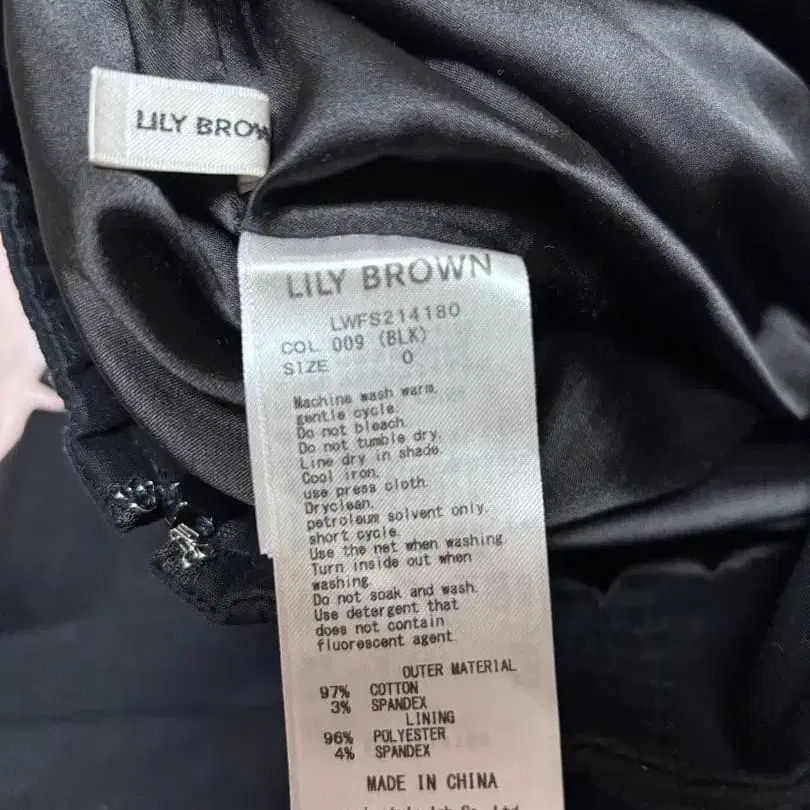 LILY BROWN
LILY BROWN
LWFS214180
COL 009 (BLK)
SIZE 0
Machine wash warm.
gentle cycle.
Do not bleach.
Do not tumble dry.
Line dry in shade.
Cool iron.
use press cloth.
Dryclean.
petroleum solvent only.
short cycle.
Use the net when washing.
Turn inside out when
washing.
Do not soak and wash.
Use detergent that
does not contain
fluorescent agent.
OUTER MATERIAL
97% COTTON
3% SPANDEX
LINING
96% POLYESTER
4% SPANDEX
MADE IN CHINA
Co., Ltd.